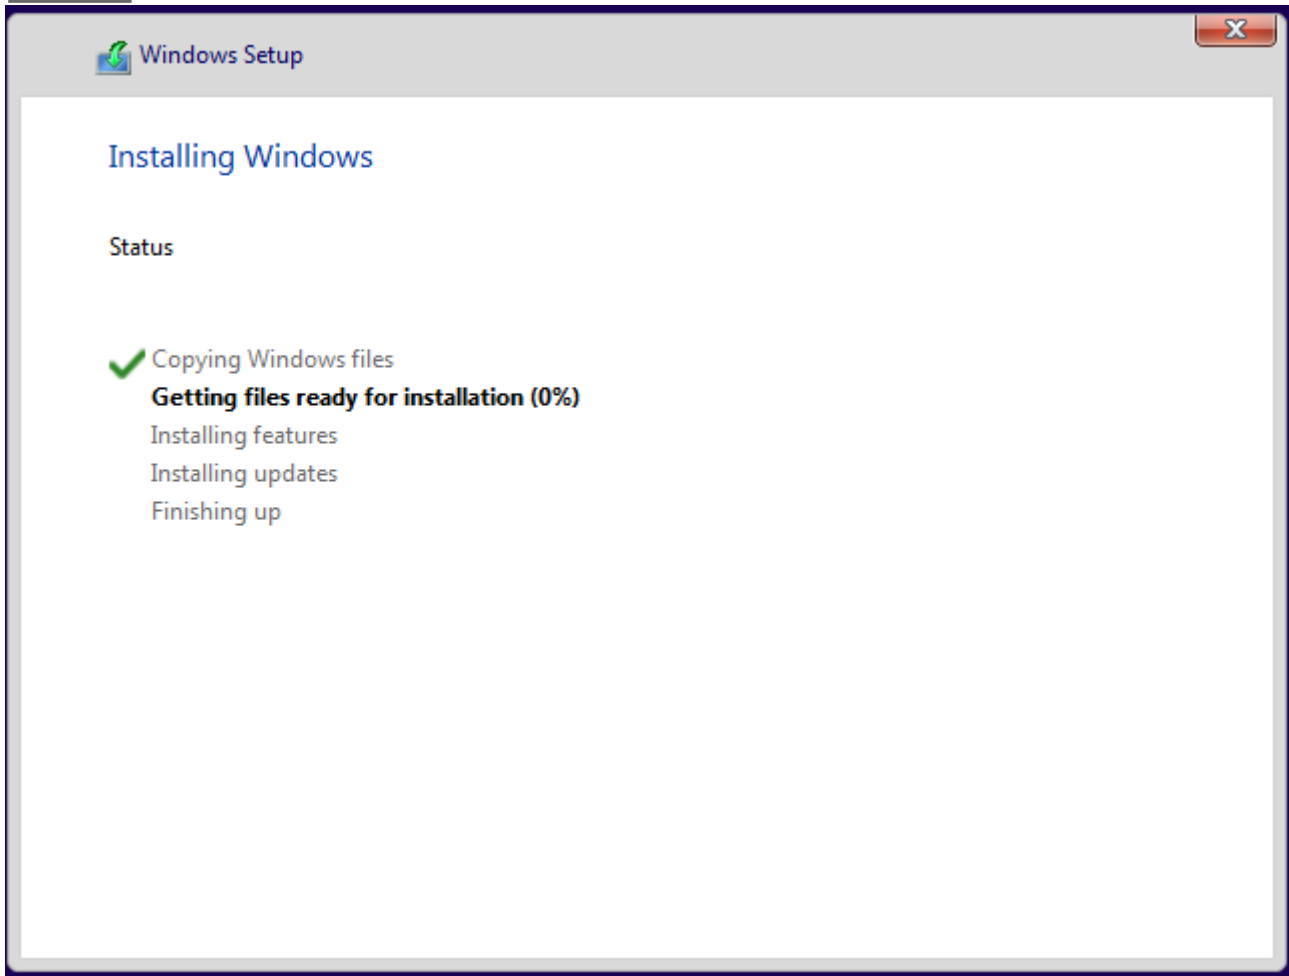 Windows Setup
Installing Windows
Status
Copying Windows files
Getting files ready for installation (0%)
Installing features
Installing updates
Finishing up